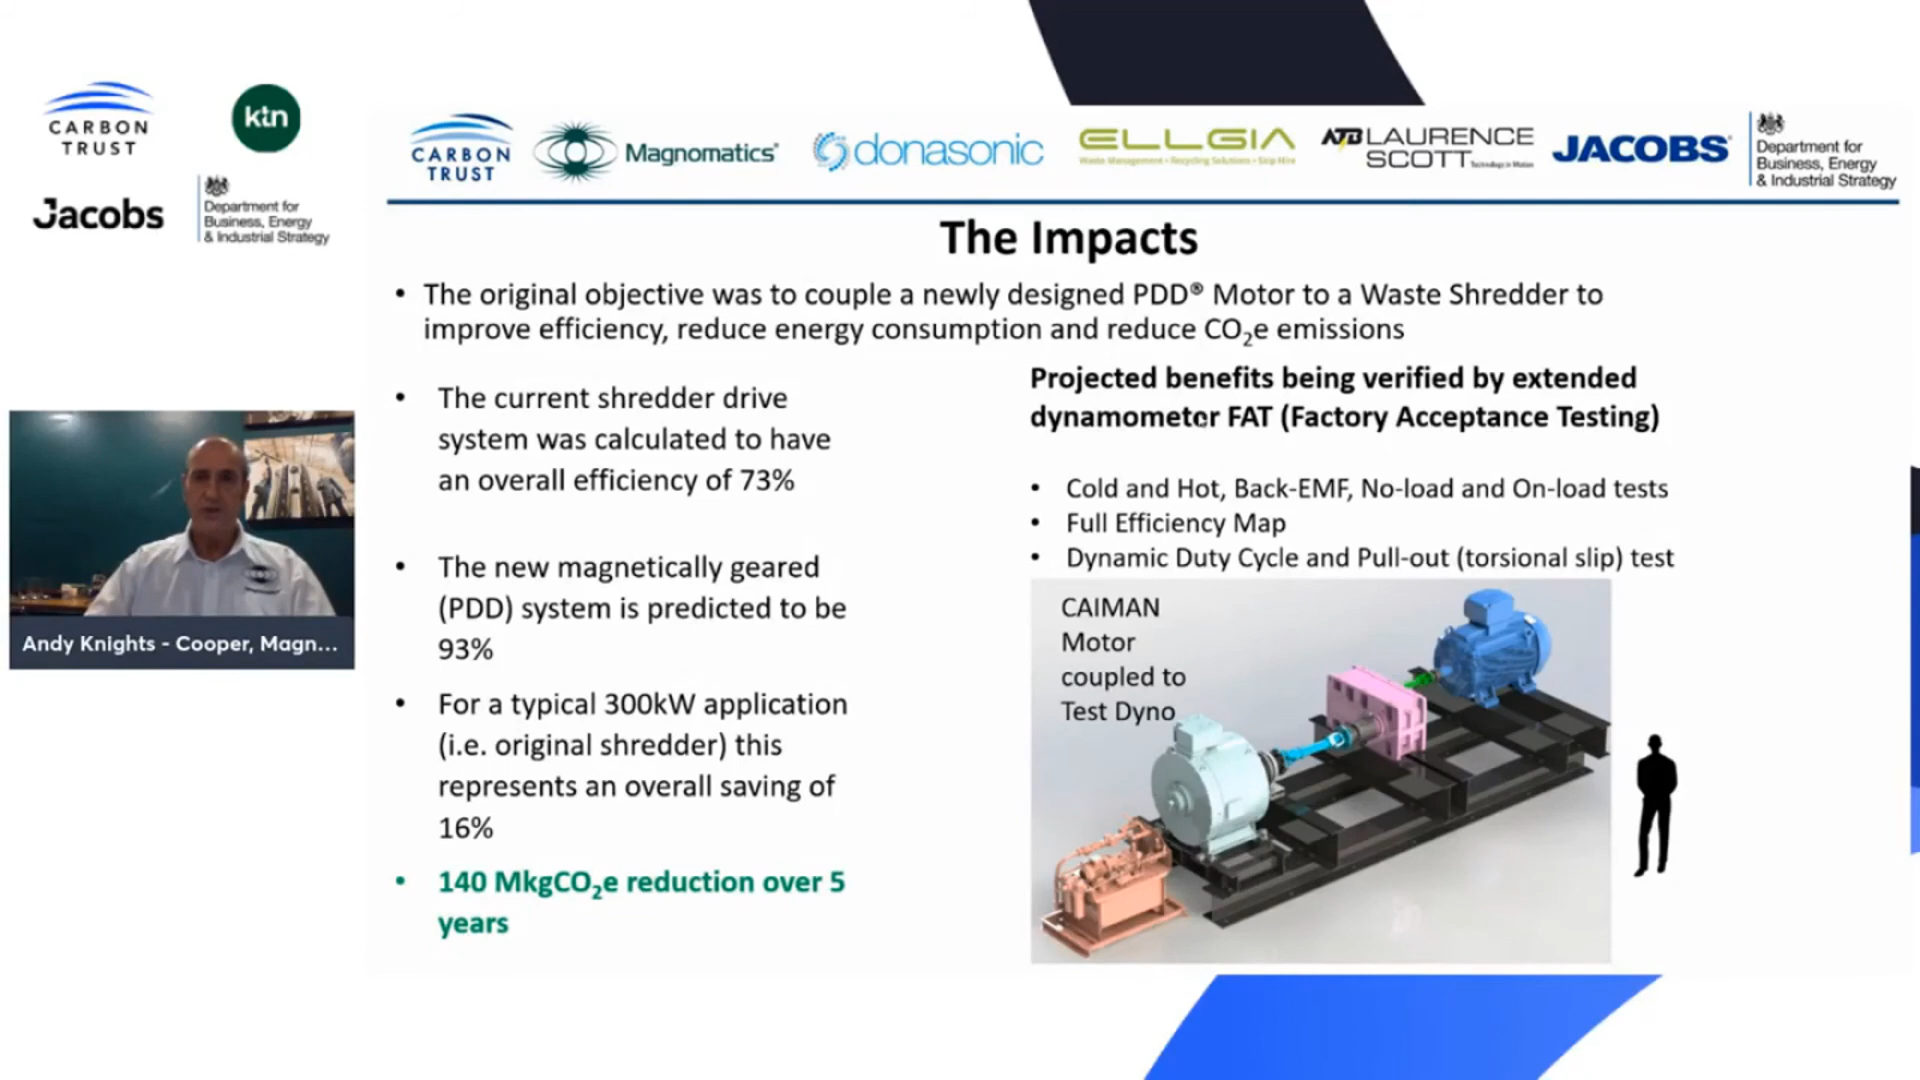 CARBON
TRUST
ktn
Jacobs
Department for
Business, Energy
& Industrial Strategy
CARBON
TRUST
Magnomatics®
donasonic
ELLGIA
Waste Management • Recycling Solutions • Skip Hire
ATB LAURENCE
SCOTT
Technology in Motion
JACOBS®
Department for
Business, Energy
& Industrial Strategy
The Impacts
• The original objective was to couple a newly designed PDD® Motor to a Waste Shredder to
improve efficiency, reduce energy consumption and reduce CO₂e emissions
• The current shredder drive
system was calculated to have
an overall efficiency of 73%
• The new magnetically geared
(PDD) system is predicted to be
93%
• For a typical 300kW application
(i.e. original shredder) this
represents an overall saving of
16%
• 140 MkgCO₂e reduction over 5
years
Projected benefits being verified by extended
dynamometer FAT (Factory Acceptance Testing)
• Cold and Hot, Back-EMF, No-load and On-load tests
• Full Efficiency Map
• Dynamic Duty Cycle and Pull-out (torsional slip) test
CAIMAN
Motor
coupled to
Test Dyno
Andy Knights - Cooper, Magn...